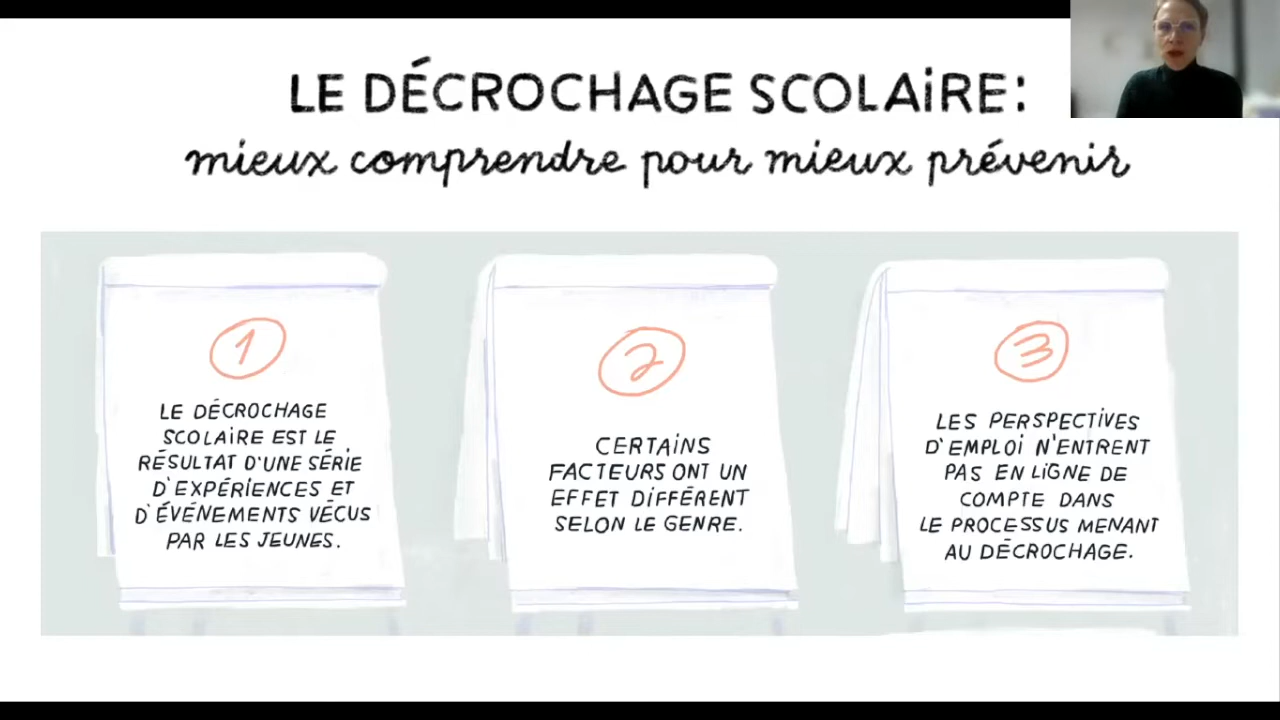 LE DÉCROCHAGE SCOLAiRE:
mieux comprendre pour mieux prévenir
1
LE DÉCROCHAGE
SCOLAIRE EST LE
RÉSULTAT D'UNE SÉRIE
D'EXPÉRIENCES ET
D'ÉVÉNEMENTS VÉCUS
PAR LES JEUNES.
2
CERTAINS
FACTEURS ONT UN
EFFET DIFFÉRENT
SELON LE GENRE.
3
LES PERSPECTIVES
D'EMPLOI N'ENTRENT
PAS EN LIGNE DE
COMPTE DANS
LE PROCESSUS MENANT
AU DÉCROCHAGE.